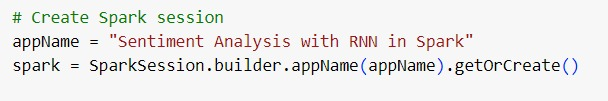 # Create Spark session
appName = "Sentiment Analysis with RNN in Spark"
spark = SparkSession.builder.appName(appName).getOrCreate()